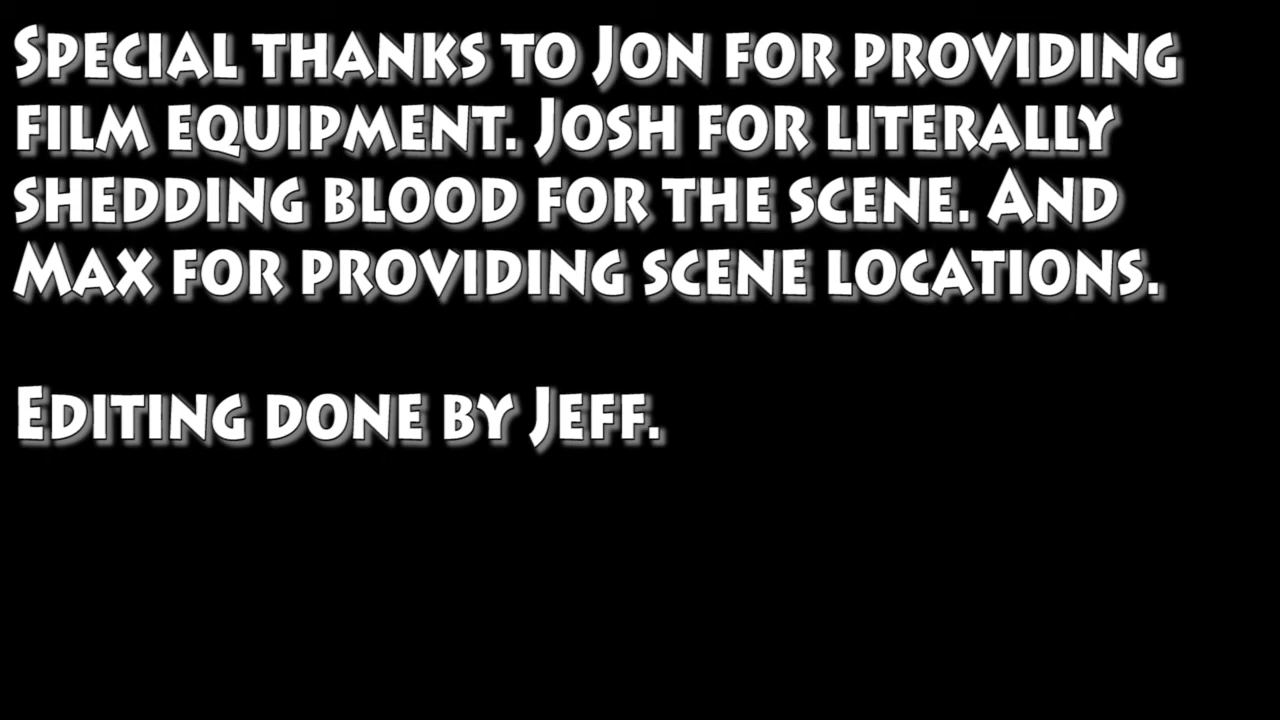 Special thanks to Jon for providing
film equipment. Josh for literally
shedding blood for the scene. And
Max for providing scene locations.
Editing done by Jeff.